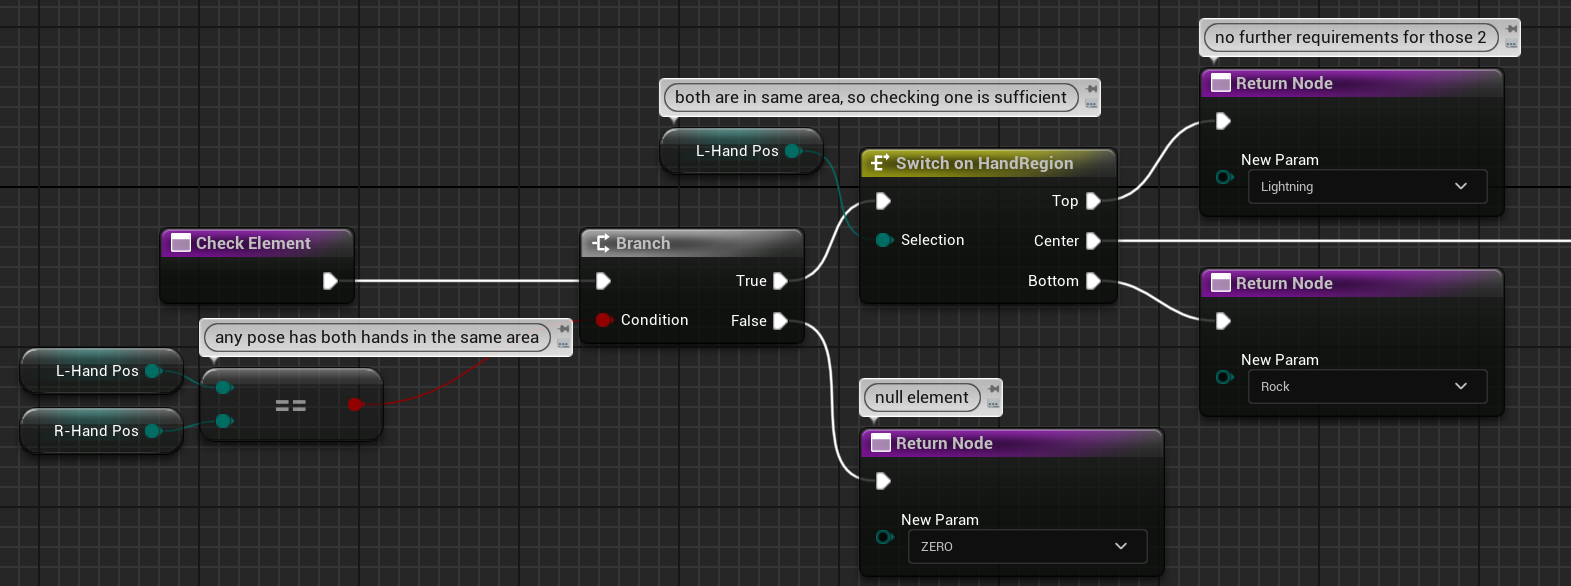 no further requirements for those 2
Return Node
New Param
Lightning
both are in same area, so checking one is sufficient
L-Hand Pos
Switch on HandRegion
Top
Selection
Center
Bottom
Check Element
Branch
True
Condition
False
Return Node
New Param
Rock
any pose has both hands in the same area
L-Hand Pos
R-Hand Pos
==
null element
Return Node
New Param
ZERO